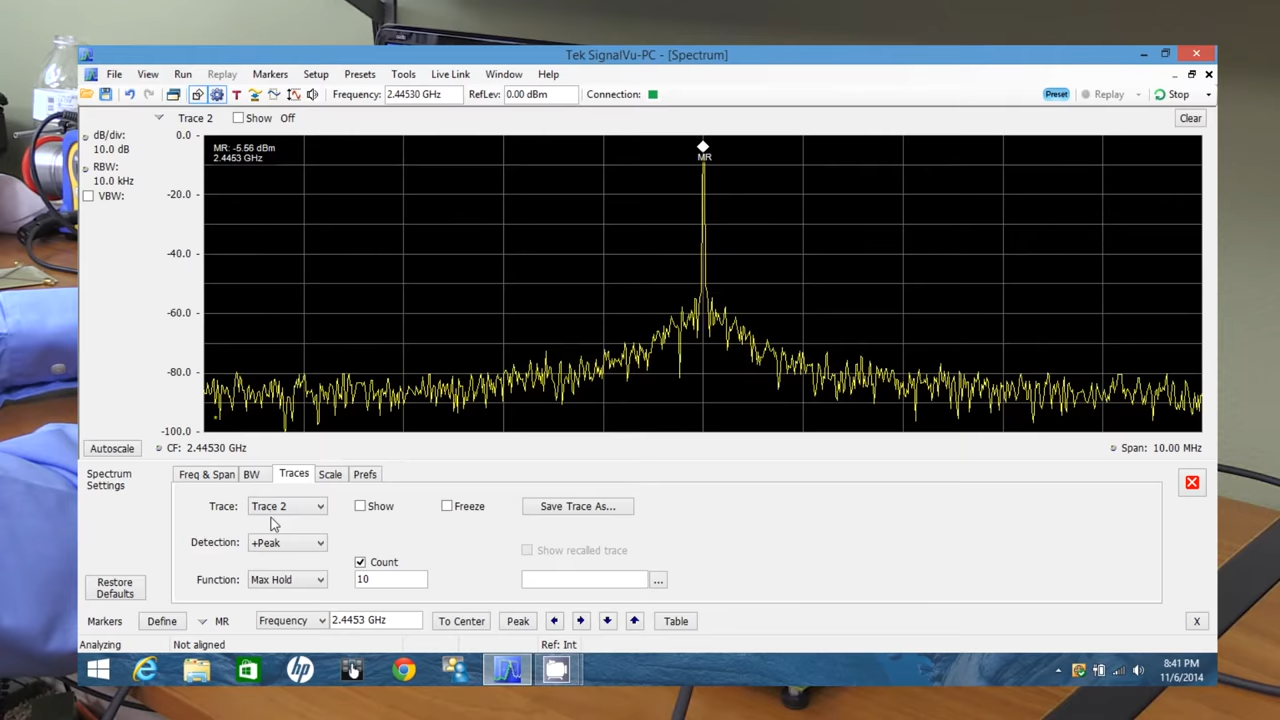 Tek SignalVu-PC - [Spectrum]
File View Run Replay Markers Setup Presets Tools Live Link Window Help
T Frequency: 2.44530 GHz RefLev: 0.00 dBm Connection: Preset Replay Stop
Trace 2 Show Off Clear
dB/div:
10.0 dB
RBW:
10.0 kHz
VBW:
0.0
-20.0
-40.0
-60.0
-80.0
-100.0
MR: -5.56 dBm
2.4453 GHz
MR
Autoscale CF: 2.44530 GHz Span: 10.00 MHz
Spectrum
Settings
Freq & Span BW Traces Scale Prefs
Trace: Trace 2 Show Freeze Save Trace As...
Detection: +Peak Show recalled trace
Count
Function: Max Hold 10 ...
Restore
Defaults
Markers Define MR Frequency 2.4453 GHz To Center Peak Table X
Analyzing Not aligned Ref: Int
hp
8:41 PM
11/6/2014